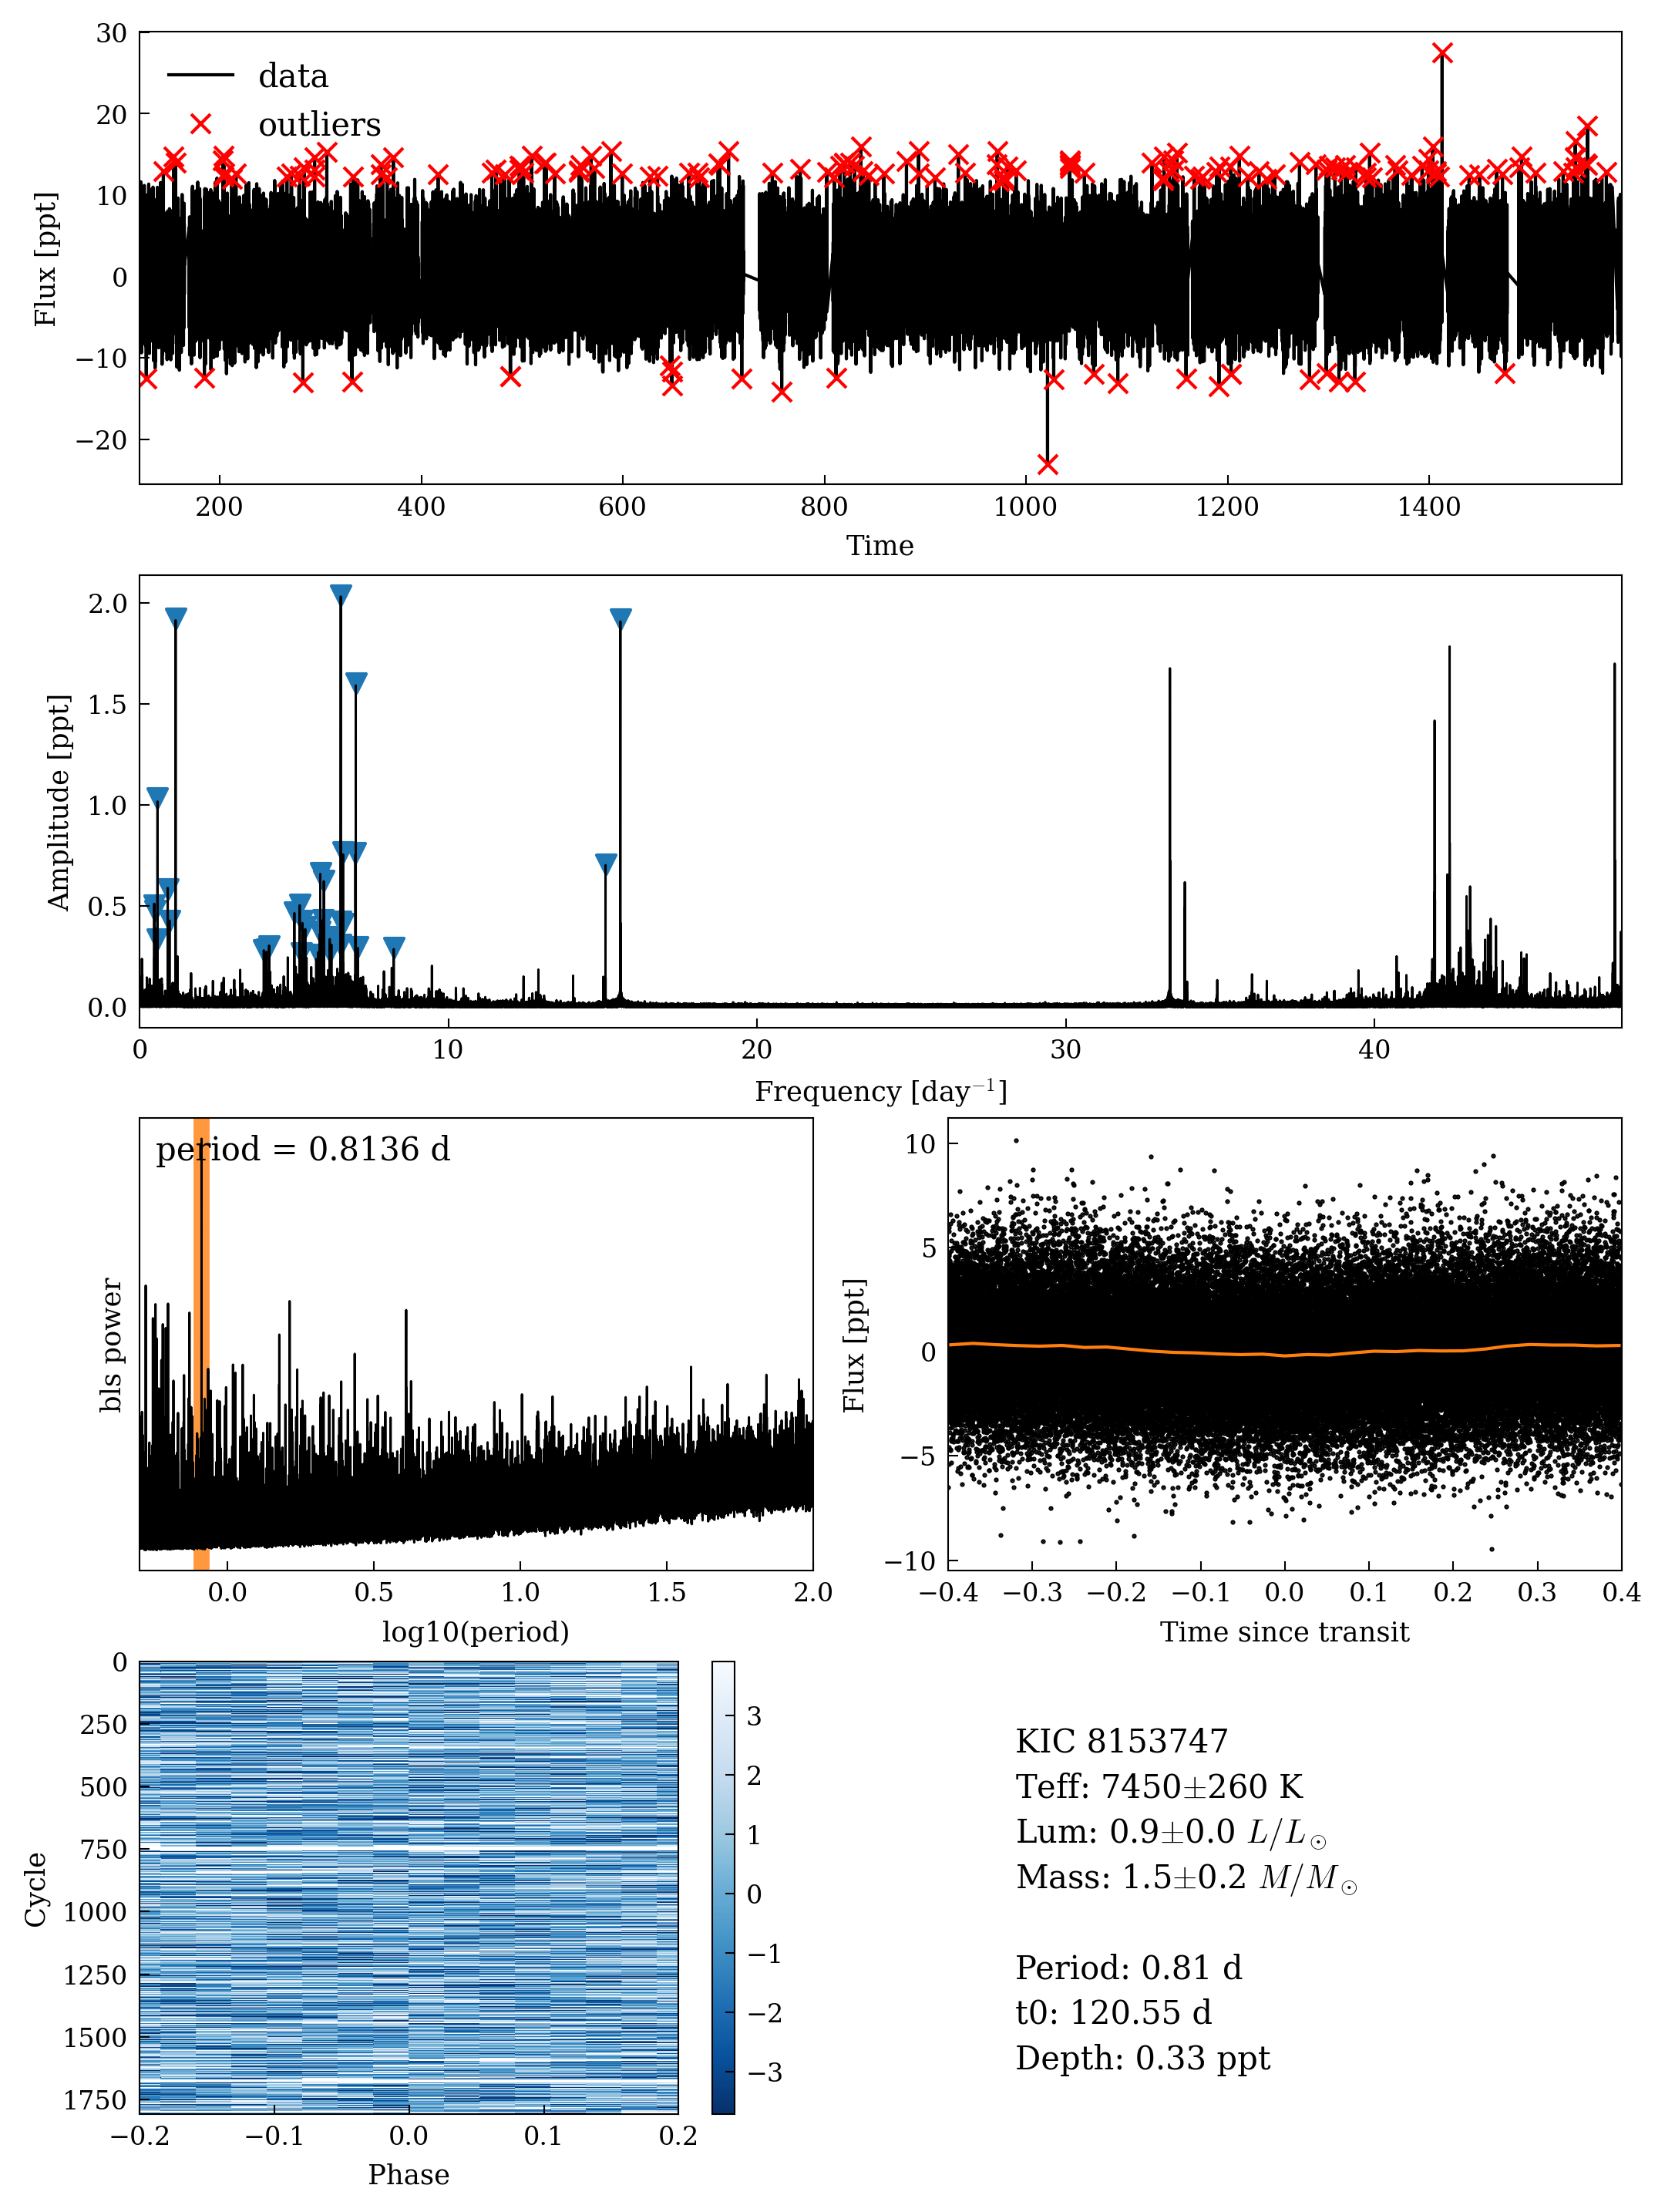 30
20
10
0
−10
−20
Flux [ppt]
data
outliers
200 400 600 800 1000 1200 1400
Time
2.0
1.5
1.0
0.5
0.0
Amplitude [ppt]
0 10 20 30 40
Frequency [day⁻¹]
period = 0.8136 d
bls power
0.0 0.5 1.0 1.5 2.0
log10(period)
10
5
0
−5
−10
Flux [ppt]
−0.4 −0.3 −0.2 −0.1 0.0 0.1 0.2 0.3 0.4
Time since transit
0
250
500
750
1000
1250
1500
1750
Cycle
−0.2 −0.1 0.0 0.1 0.2
Phase
3
2
1
0
−1
−2
−3
KIC 8153747
Teff: 7450±260 K
Lum: 0.9±0.0 L/L☉
Mass: 1.5±0.2 M/M☉
Period: 0.81 d
t0: 120.55 d
Depth: 0.33 ppt